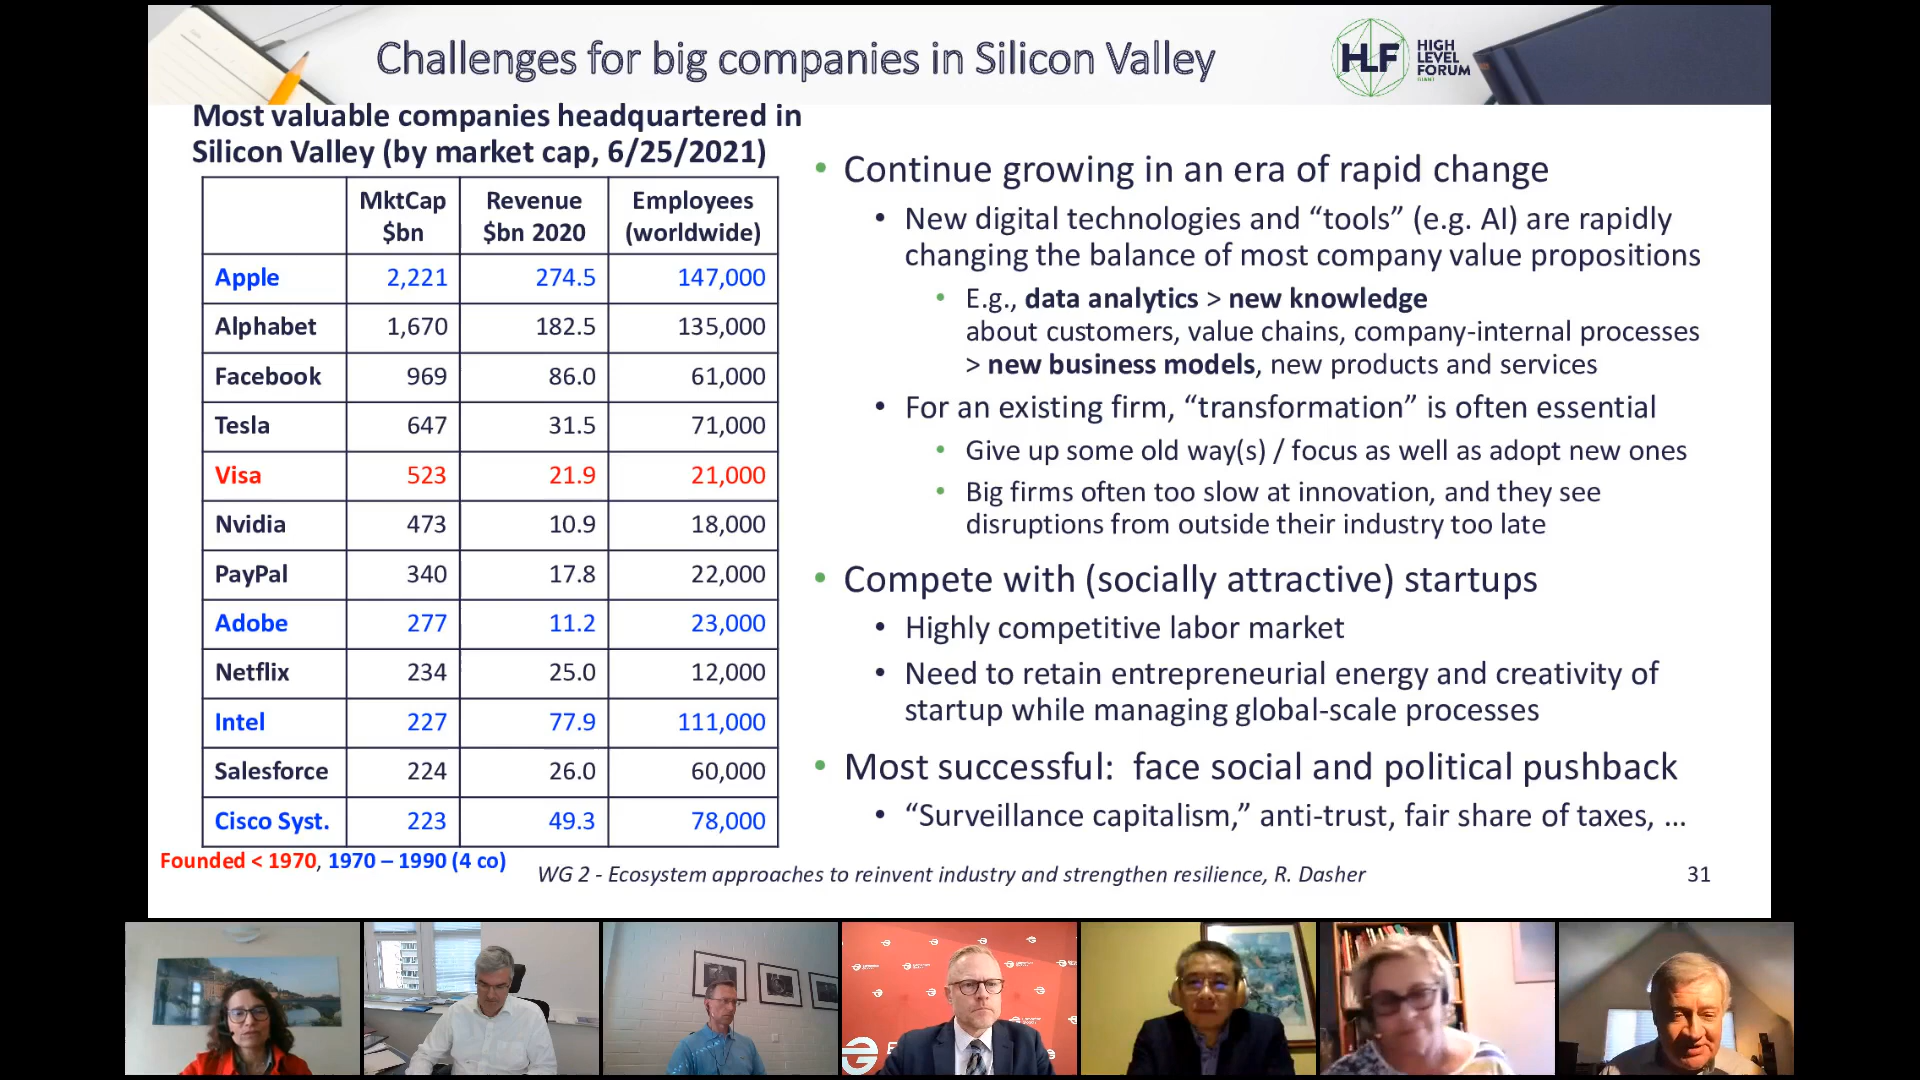 Challenges for big companies in Silicon Valley
HLF
HIGH
LEVEL
FORUM
Most valuable companies headquartered in
Silicon Valley (by market cap, 6/25/2021)
MktCap $bn Revenue $bn 2020 Employees (worldwide)
Apple 2,221 274.5 147,000
Alphabet 1,670 182.5 135,000
Facebook 969 86.0 61,000
Tesla 647 31.5 71,000
Visa 523 21.9 21,000
Nvidia 473 10.9 18,000
PayPal 340 17.8 22,000
Adobe 277 11.2 23,000
Netflix 234 25.0 12,000
Intel 227 77.9 111,000
Salesforce 224 26.0 60,000
Cisco Syst. 223 49.3 78,000
Founded < 1970, 1970 – 1990 (4 co)
• Continue growing in an era of rapid change
• New digital technologies and “tools” (e.g. AI) are rapidly
changing the balance of most company value propositions
• E.g., data analytics > new knowledge
about customers, value chains, company-internal processes
> new business models, new products and services
• For an existing firm, “transformation” is often essential
• Give up some old way(s) / focus as well as adopt new ones
• Big firms often too slow at innovation, and they see
disruptions from outside their industry too late
• Compete with (socially attractive) startups
• Highly competitive labor market
• Need to retain entrepreneurial energy and creativity of
startup while managing global-scale processes
• Most successful:  face social and political pushback
• “Surveillance capitalism,” anti-trust, fair share of taxes, …
WG 2 - Ecosystem approaches to reinvent industry and strengthen resilience, R. Dasher
31